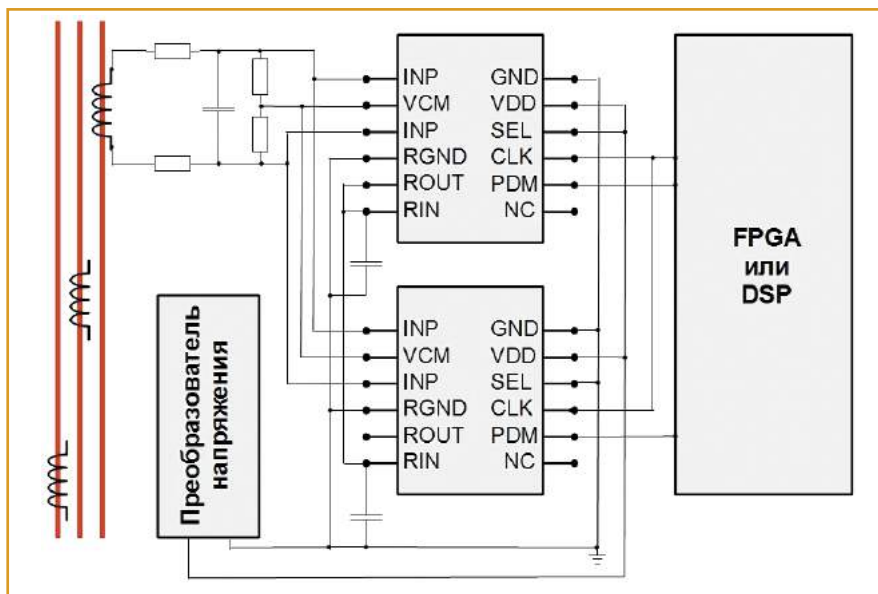 INP GND
VCM VDD
INP SEL
RGND CLK
ROUT PDM
RIN NC
FPGA
или
DSP
Преобразователь
напряжения
INP GND
VCM VDD
INP SEL
RGND CLK
ROUT PDM
RIN NC